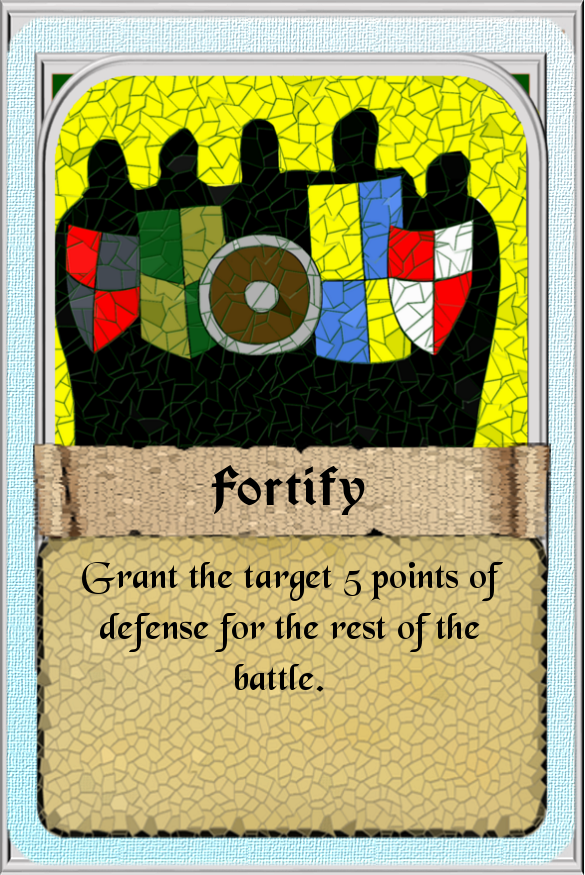 Fortify
Grant the target 5 points of
defense for the rest of the
battle.